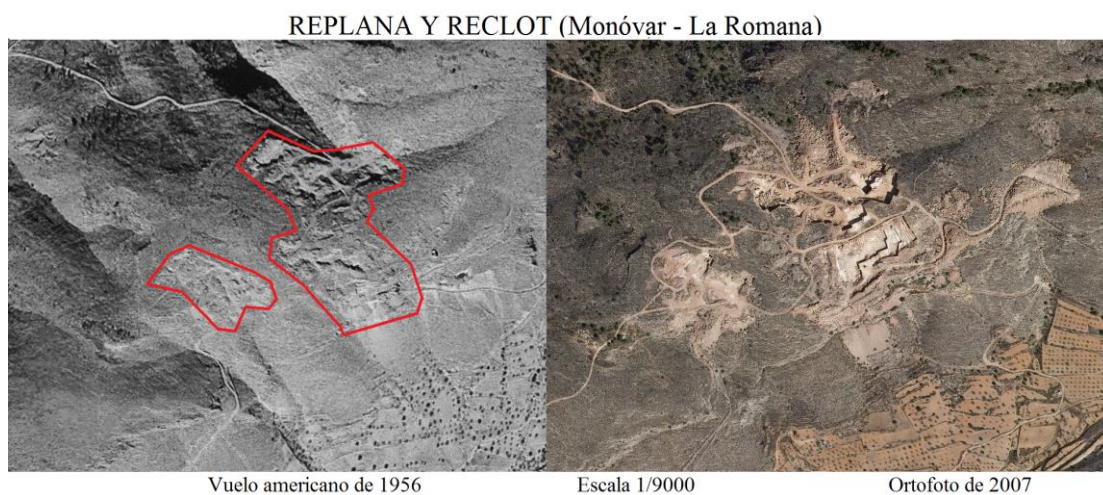 REPLANA Y RECLOT (Monóvar - La Romana)
Vuelo americano de 1956 Escala 1/9000 Ortofoto de 2007